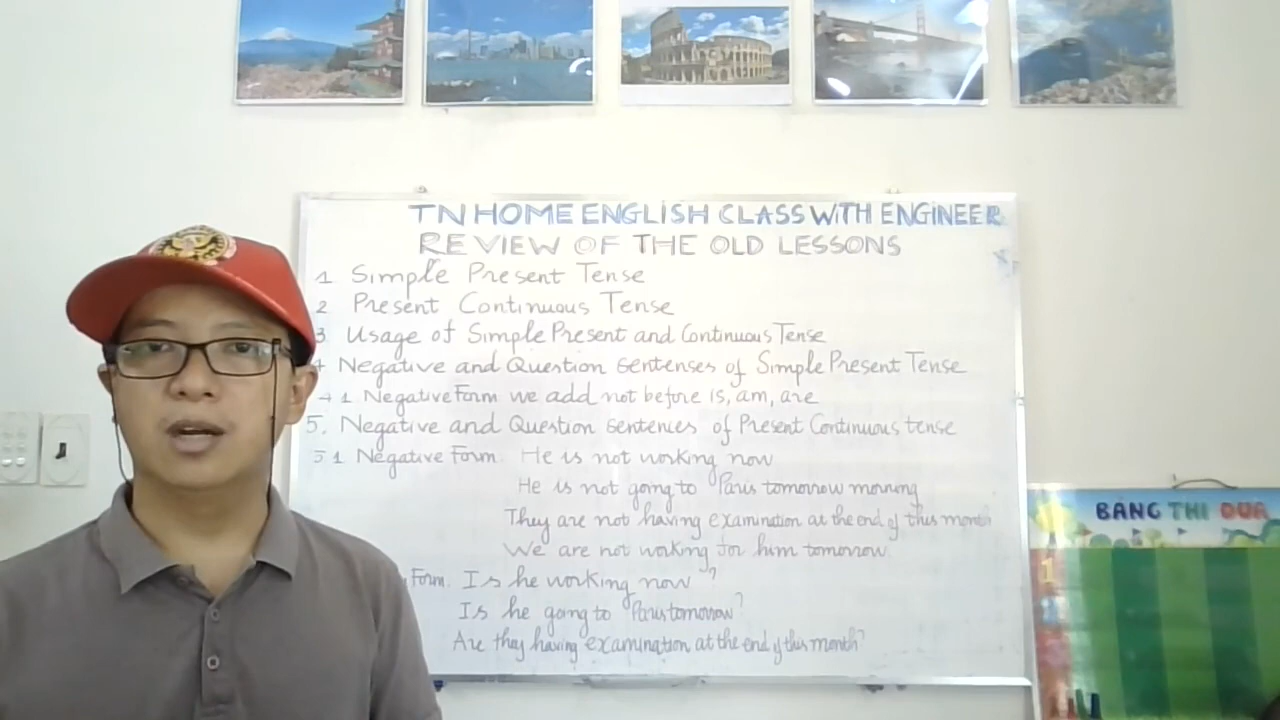 TN HOME ENGLISH CLASS WITH ENGINEER
REVIEW OF THE OLD LESSONS
1 Simple Present Tense
2 Present Continuous Tense
3 Usage of Simple Present and Continuous Tense
4 Negative and Question sentenses of Simple Present Tense
4 1 Negative Form we add not before is, am, are
5. Negative and Question sentences of Present Continuous tense
5 1 Negative Form: He is not working now
He is not going to Paris tomorrow morning
They are not having examination at the end of this month
We are not working for him tomorrow
Form. Is he working now ?
Is he going to Paris tomorrow?
Are they having examination at the end of this month?
BẢNG THI ĐUA
1